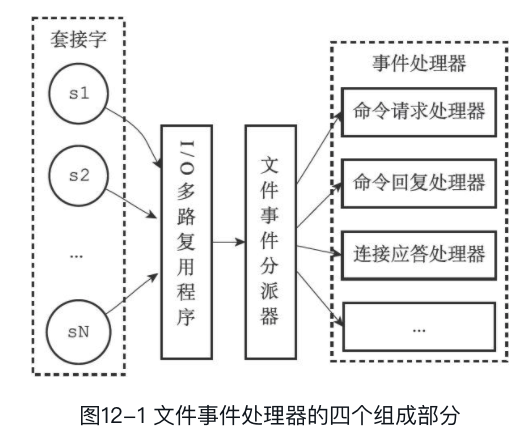 套接字
s1
s2
...
sN
I/O多路复用程序
文件事件分派器
事件处理器
命令请求处理器
命令回复处理器
连接应答处理器
...
图12-1 文件事件处理器的四个组成部分